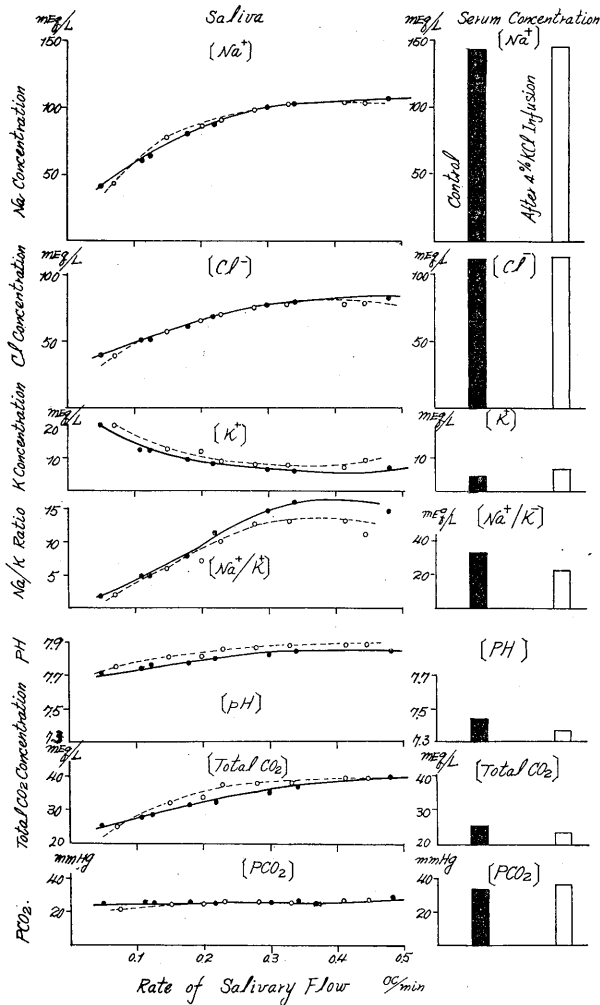 Saliva
Serum Concentration
mEq/L
[Na⁺]
mEq/L
[Na⁺]
150
100
50
Na Concentration
150
100
50
Control
After 4% KCl Infusion
mEq/L
[Cl⁻]
mEq/L
[Cl⁻]
100
50
Cl Concentration
100
50
mEq/L
[K⁺]
mEq/L
[K⁺]
20
10
K Concentration
10
15
10
5
Na/K Ratio
[Na⁺/K⁺]
mEq/L
[Na⁺/K⁻]
40
20
PH
7.9
7.7
7.5
7.3
[pH]
[PH]
7.7
7.5
7.3
Total CO₂ Concentration
mEq/L
[Total CO₂]
mEq/L
[Total CO₂]
40
30
20
40
30
20
mmHg
[PCO₂]
mmHg
[PCO₂]
40
20
PCO₂.
40
20
0.1
0.2
0.3
0.4
0.5
Rate of Salivary Flow
CC/min